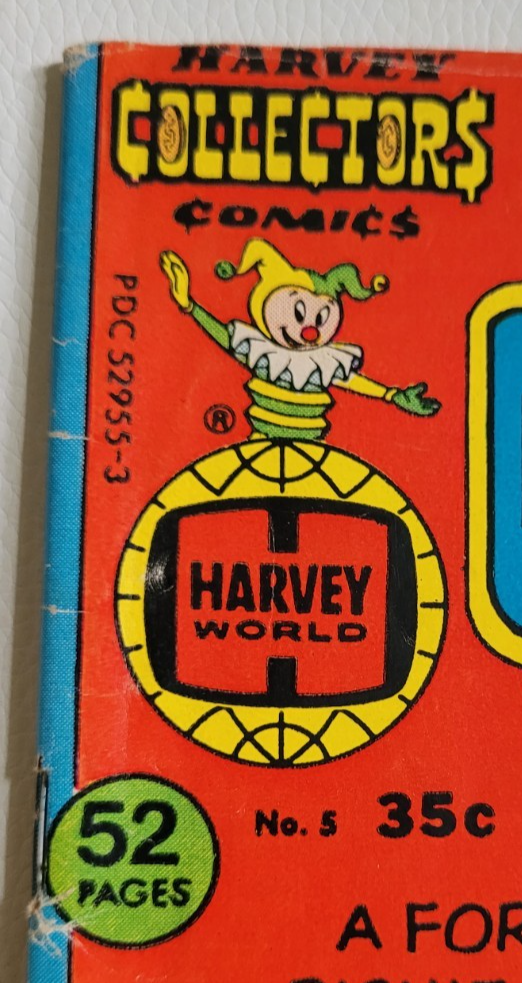 HARVEY
COLLECTORS
COMICS
PDC 52955-3
®
HARVEY
WORLD
No. 5 35c
52
PAGES
A FOR